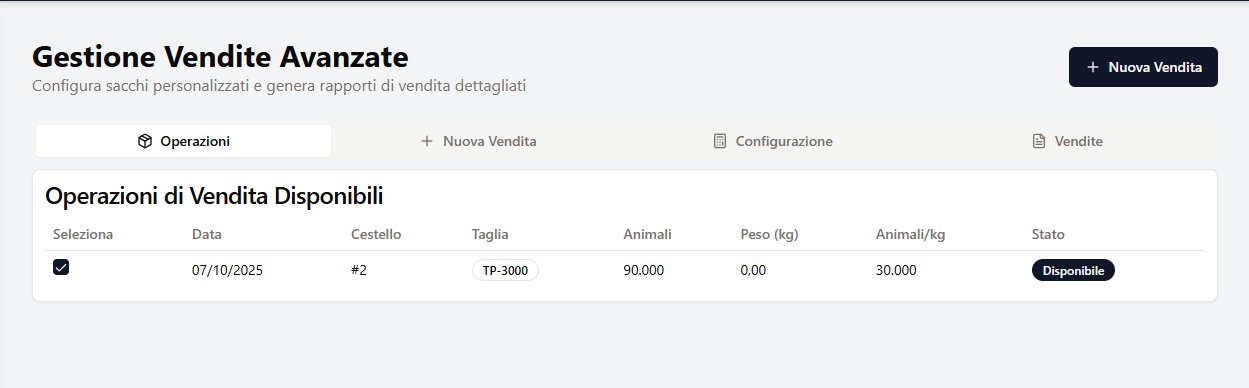 Gestione Vendite Avanzate
Configura sacchi personalizzati e genera rapporti di vendita dettagliati
Nuova Vendita
Operazioni
Nuova Vendita
Configurazione
Vendite
Operazioni di Vendita Disponibili
Seleziona Data Cestello Taglia Animali Peso (kg) Animali/kg Stato
07/10/2025 #2 TP-3000 90.000 0,00 30.000 Disponibile